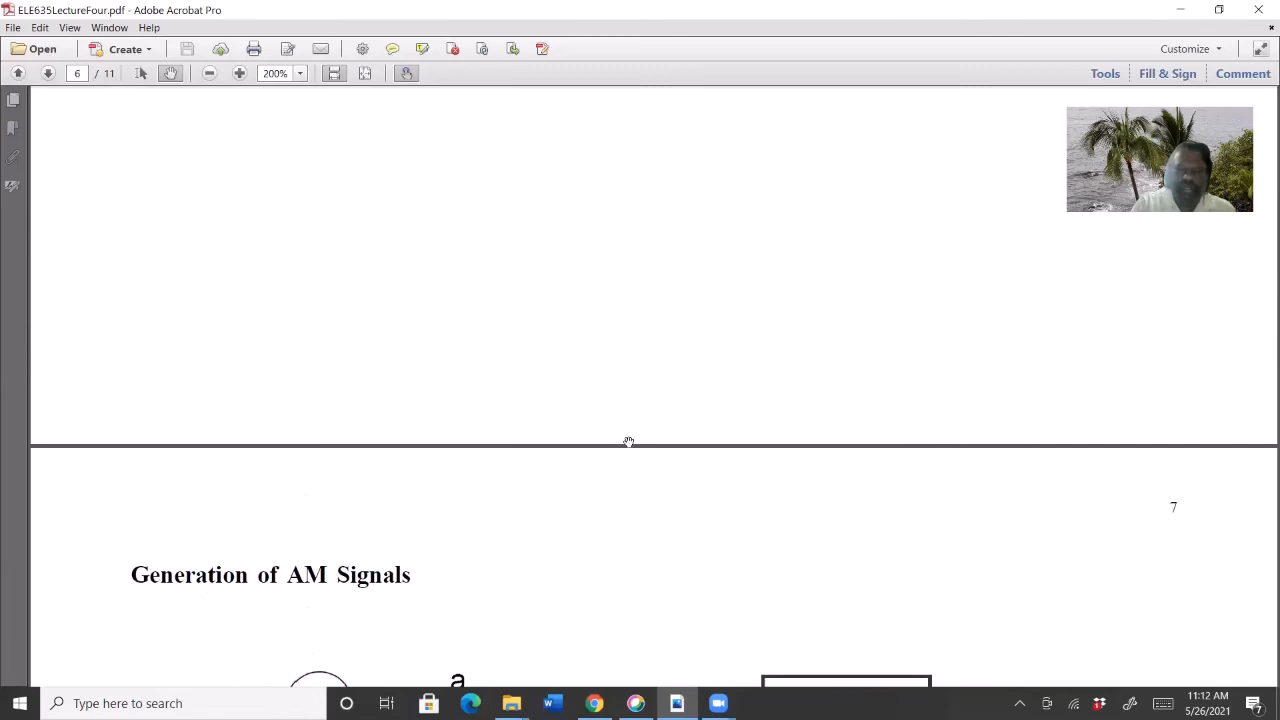 ELE635LectureFour.pdf - Adobe Acrobat Pro
File Edit View Window Help
Open Create Customize
6 / 11 200% Tools Fill & Sign Comment
7
Generation of AM Signals
a
Type here to search
11:12 AM
5/26/2021
7